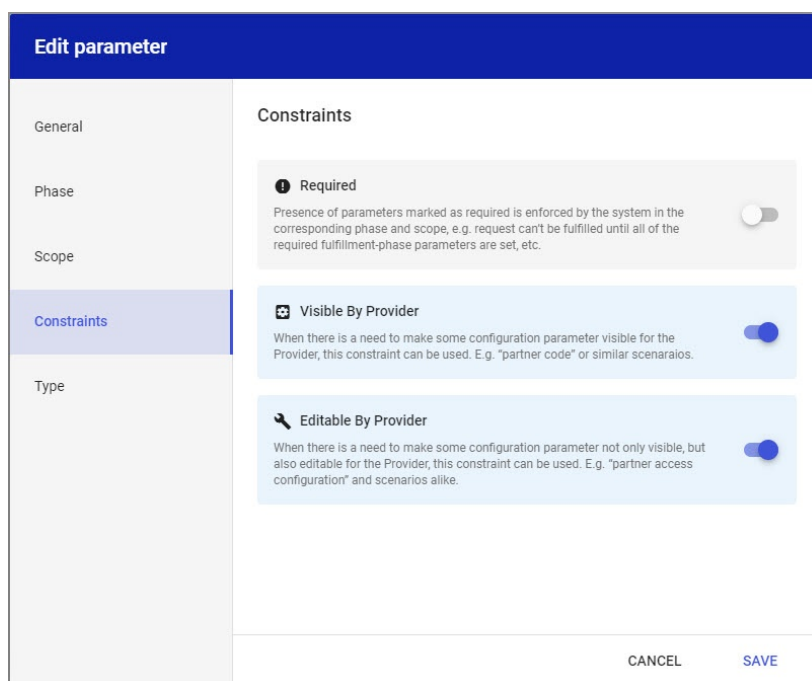 Edit parameter
General
Phase
Scope
Constraints
Type
Constraints
Required
Presence of parameters marked as required is enforced by the system in the
corresponding phase and scope, e.g. request can't be fulfilled until all of the
required fulfillment-phase parameters are set, etc.
Visible By Provider
When there is a need to make some configuration parameter visible for the
Provider, this constraint can be used. E.g. “partner code” or similar scenaraios.
Editable By Provider
When there is a need to make some configuration parameter not only visible, but
also editable for the Provider, this constraint can be used. E.g. “partner access
configuration” and scenarios alike.
CANCEL
SAVE